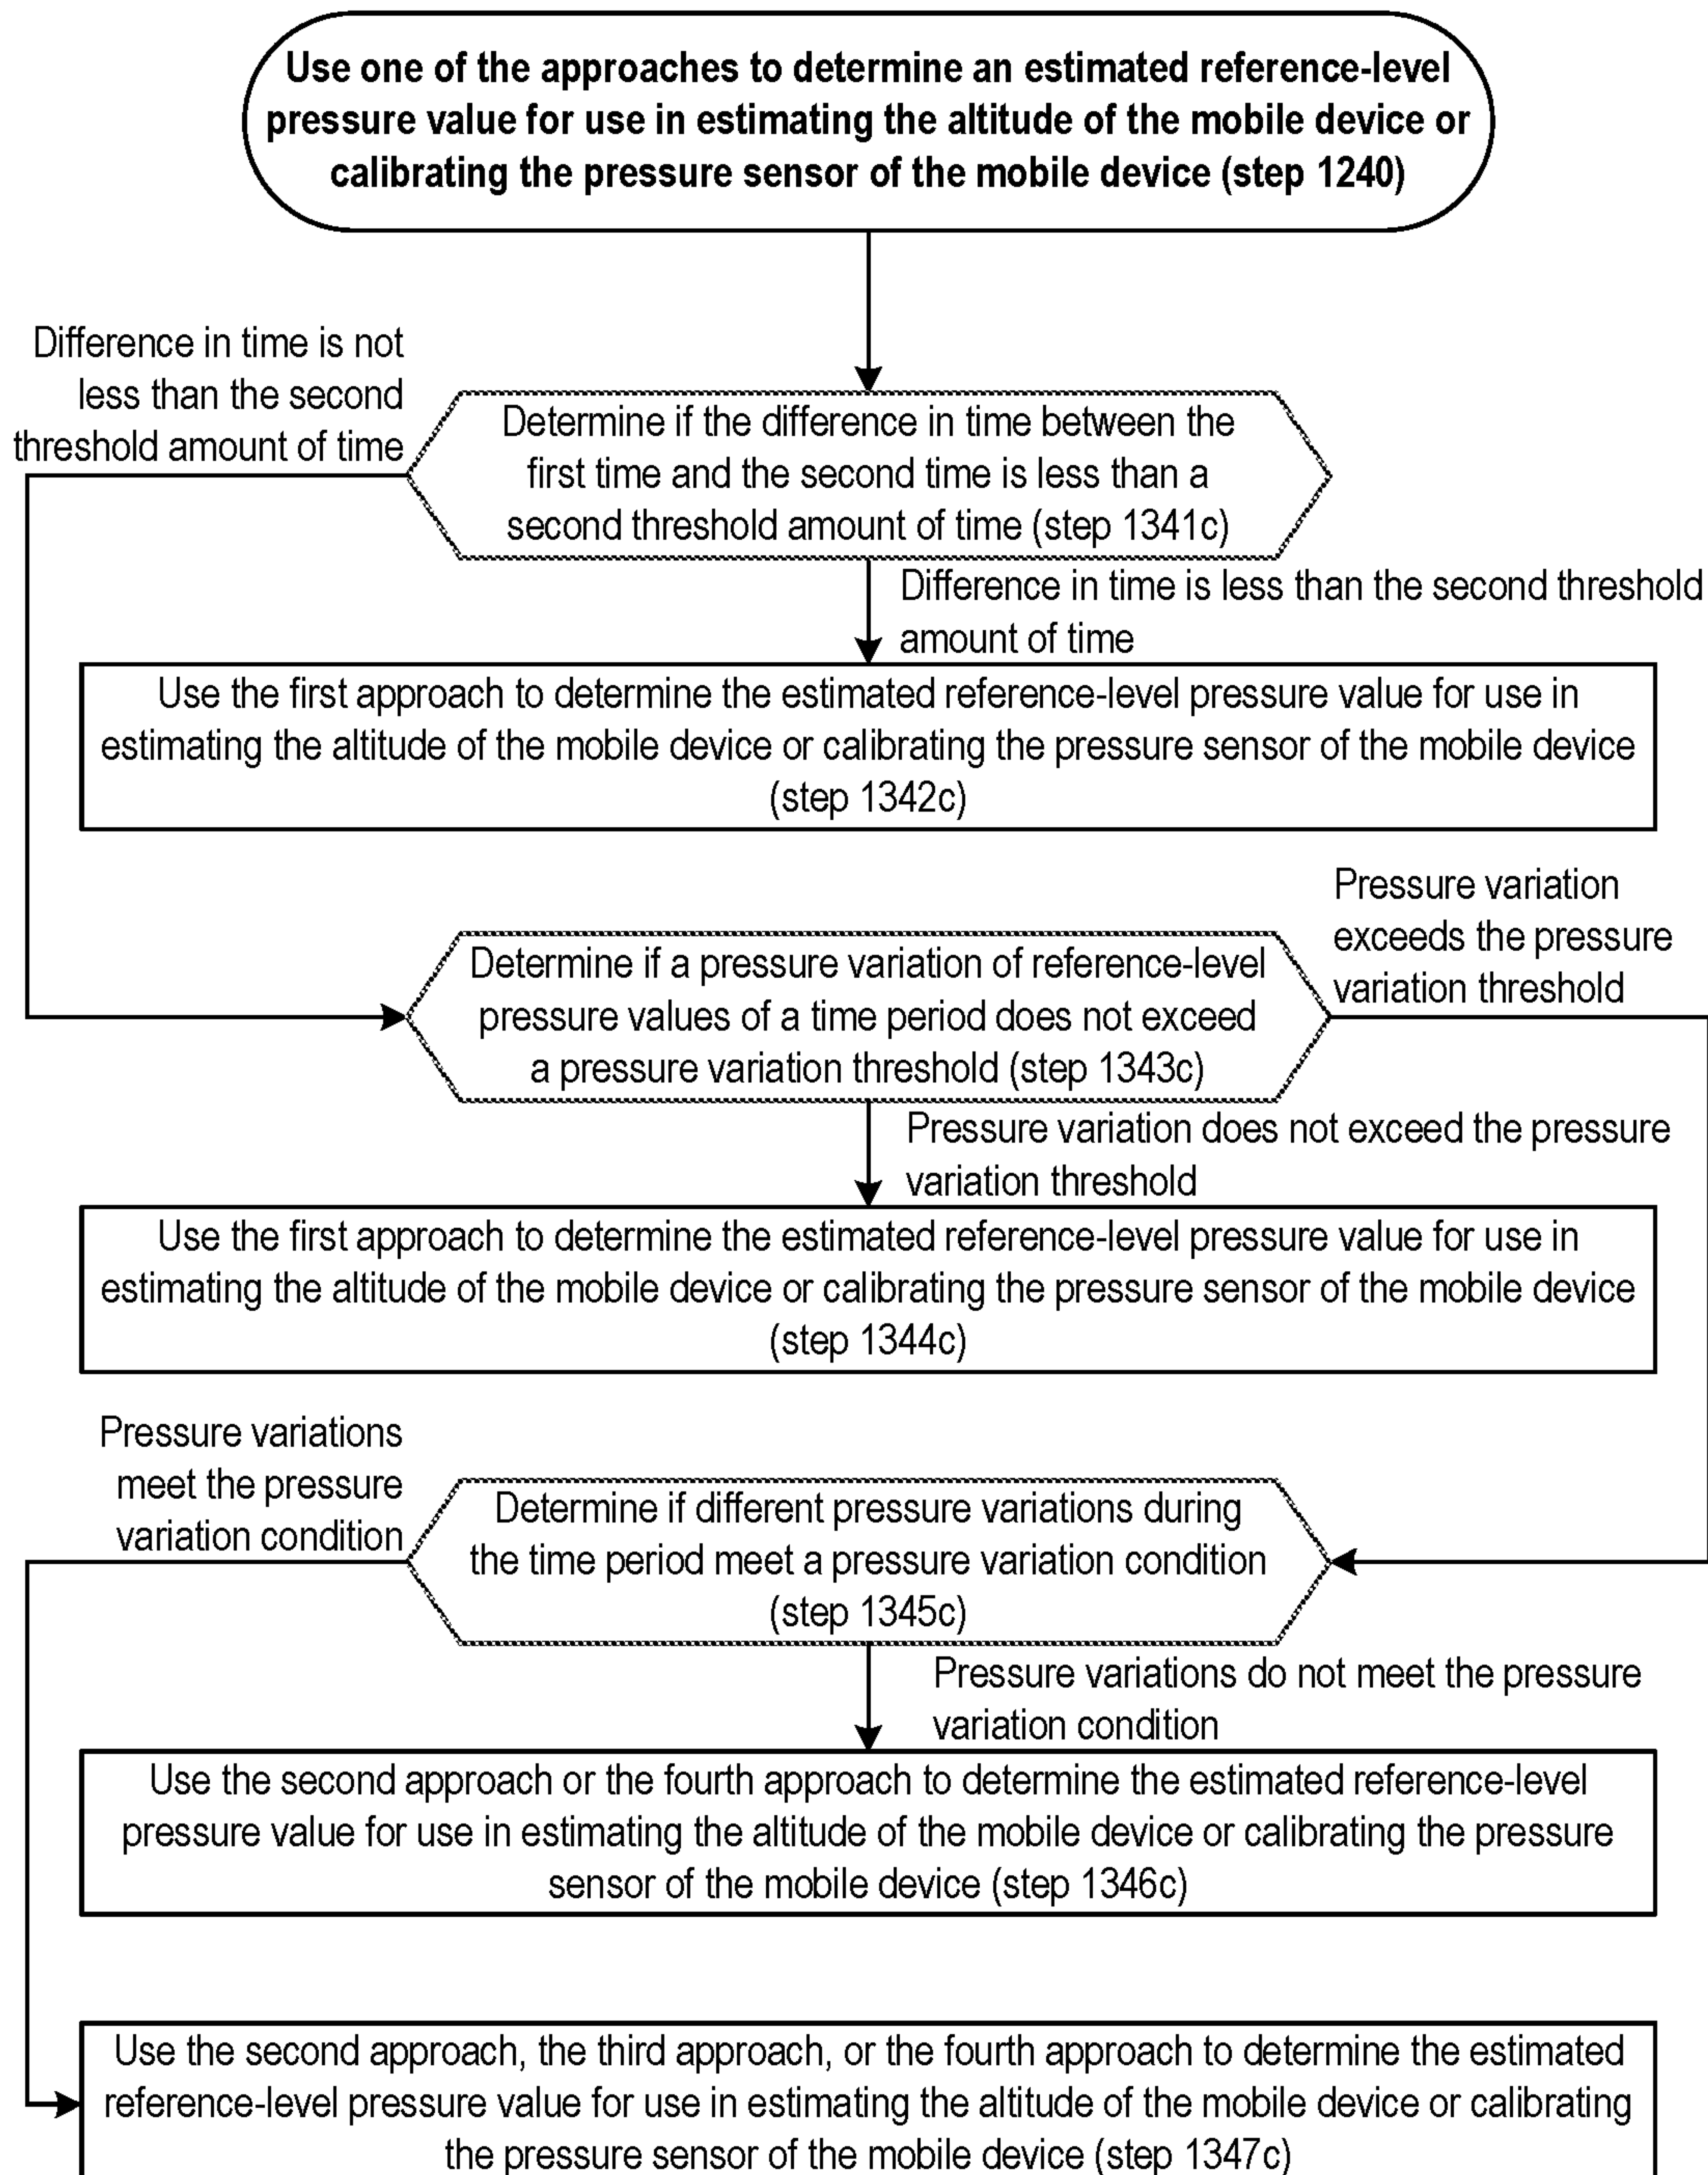 Use one of the approaches to determine an estimated reference-level
pressure value for use in estimating the altitude of the mobile device or
calibrating the pressure sensor of the mobile device (step 1240)
Difference in time is not
less than the second
threshold amount of time
Determine if the difference in time between the
first time and the second time is less than a
second threshold amount of time (step 1341c)
Difference in time is less than the second threshold
amount of time
Use the first approach to determine the estimated reference-level pressure value for use in
estimating the altitude of the mobile device or calibrating the pressure sensor of the mobile device
(step 1342c)
Pressure variation
exceeds the pressure
variation threshold
Determine if a pressure variation of reference-level
pressure values of a time period does not exceed
a pressure variation threshold (step 1343c)
Pressure variation does not exceed the pressure
variation threshold
Use the first approach to determine the estimated reference-level pressure value for use in
estimating the altitude of the mobile device or calibrating the pressure sensor of the mobile device
(step 1344c)
Pressure variations
meet the pressure
variation condition
Determine if different pressure variations during
the time period meet a pressure variation condition
(step 1345c)
Pressure variations do not meet the pressure
variation condition
Use the second approach or the fourth approach to determine the estimated reference-level
pressure value for use in estimating the altitude of the mobile device or calibrating the pressure
sensor of the mobile device (step 1346c)
Use the second approach, the third approach, or the fourth approach to determine the estimated
reference-level pressure value for use in estimating the altitude of the mobile device or calibrating
the pressure sensor of the mobile device (step 1347c)